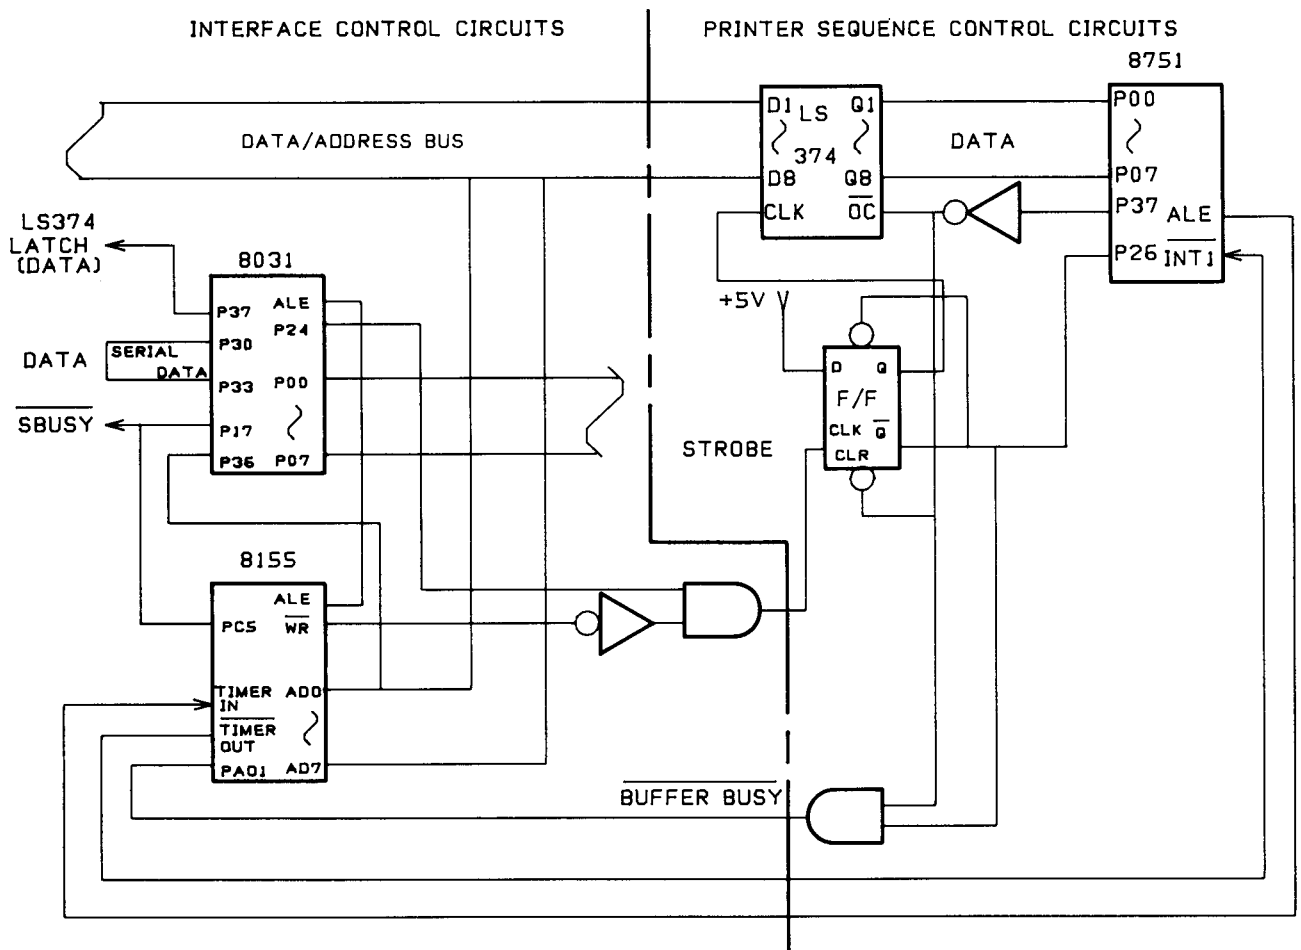 INTERFACE CONTROL CIRCUITS
PRINTER SEQUENCE CONTROL CIRCUITS
8751
D1 LS Q1
374
D8 Q8
CLK OC
DATA/ADDRESS BUS
DATA
P00
P07
P37 ALE
P26 INT1
LS374
LATCH
(DATA)
8031
P37 ALE
P24
P30
P33 P00
P17
P36 P07
DATA
SERIAL
DATA
SBUSY
+5V
D Q
F/F
CLK Q
CLR
STROBE
8155
ALE
PC5 WR
TIMER AD0
IN
TIMER
OUT
PA01 AD7
BUFFER BUSY